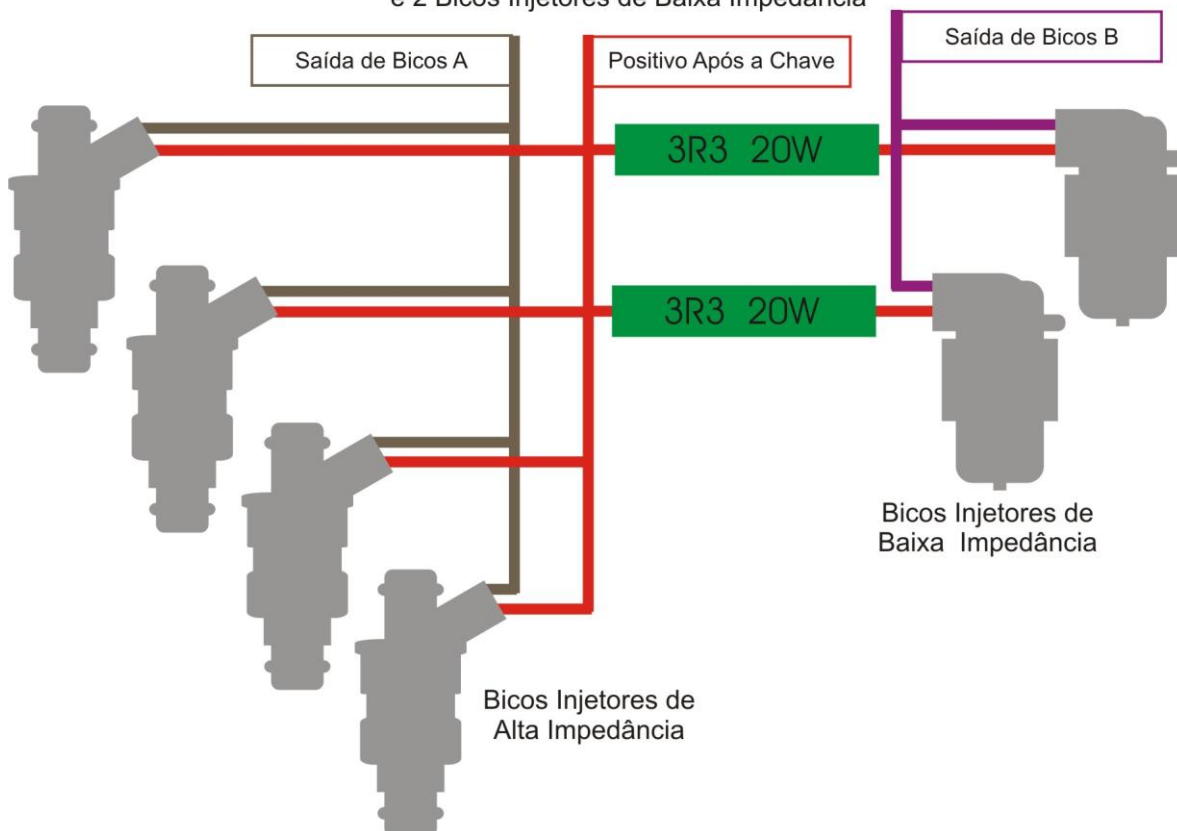 e 2 Bicos Injetores de Baixa Impedância
Saída de Bicos A
Positivo Após a Chave
Saída de Bicos B
3R3 20W
3R3 20W
Bicos Injetores de
Baixa Impedância
Bicos Injetores de
Alta Impedância